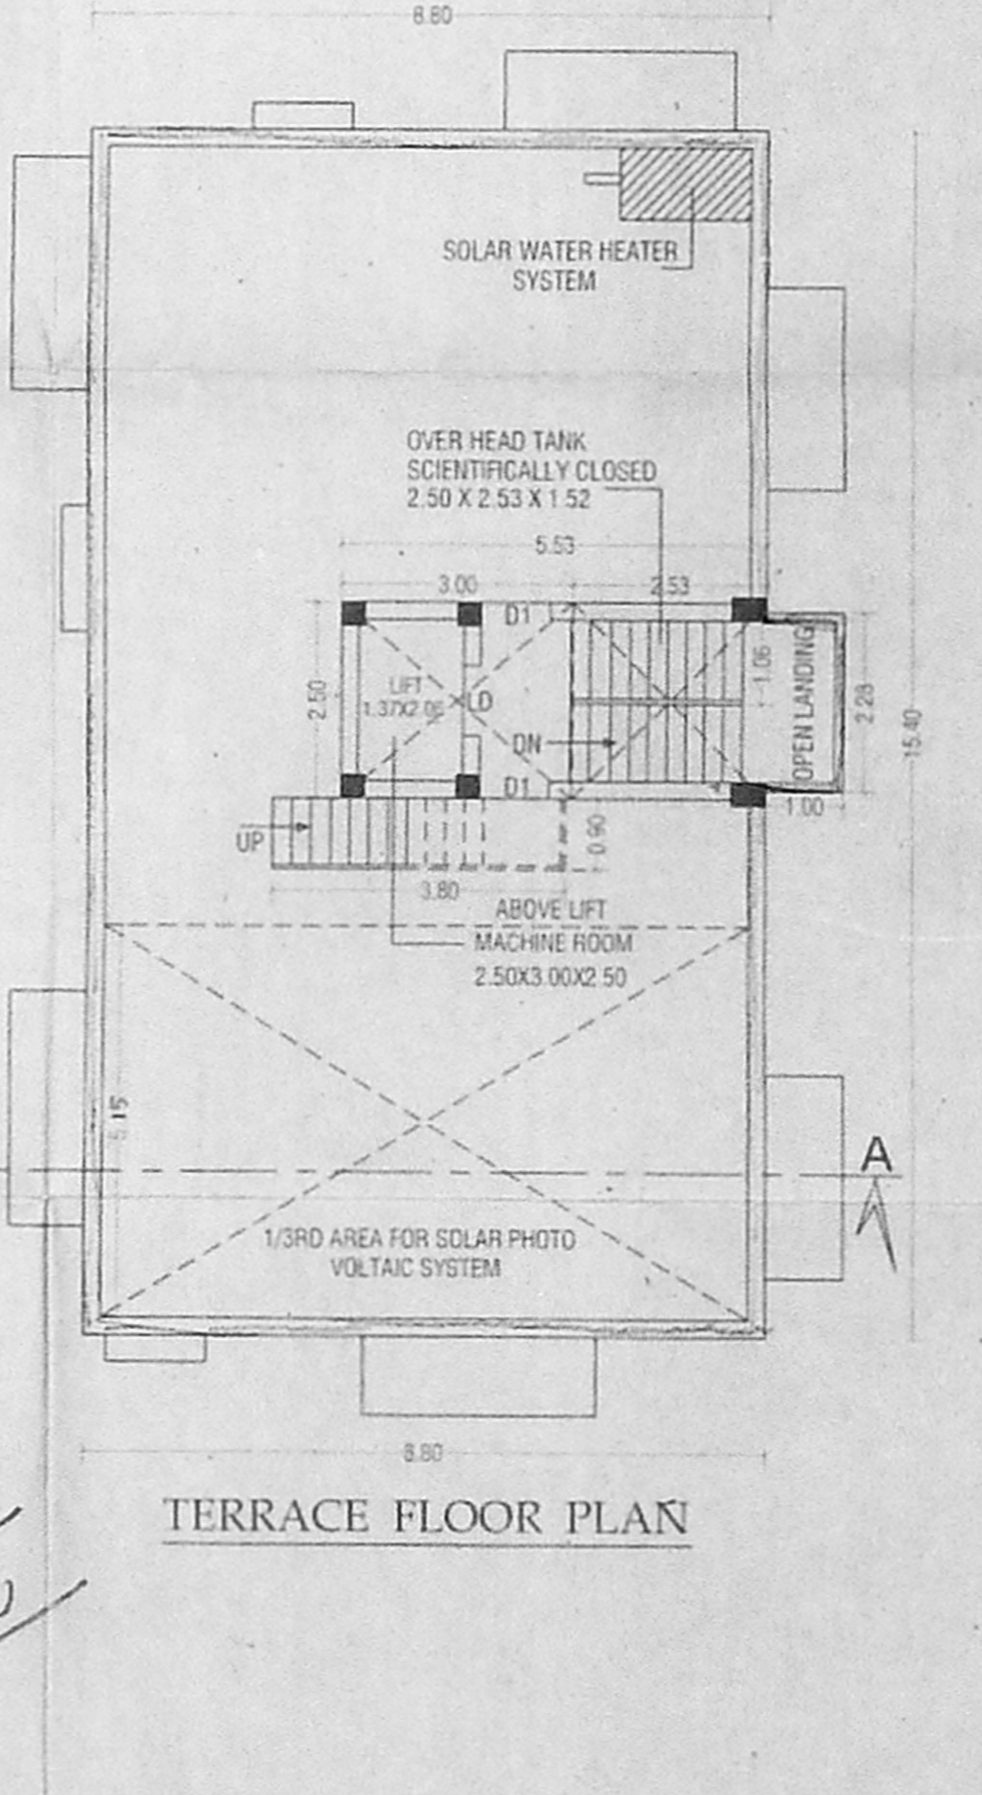 8.80
SOLAR WATER HEATER
SYSTEM
OVER HEAD TANK
SCIENTIFICALLY CLOSED
2.50 X 2.53 X 1.52
5.53
3.00
2.53
D1
LIFT
1.37X2.06
LD
2.50
DN
1.06
OPEN LANDING
2.28
15.40
D1
1.00
UP
0.90
3.80
ABOVE LIFT
MACHINE ROOM
2.50X3.00X2.50
5.15
A
1/3RD AREA FOR SOLAR PHOTO
VOLTAIC SYSTEM
8.80
TERRACE FLOOR PLAN